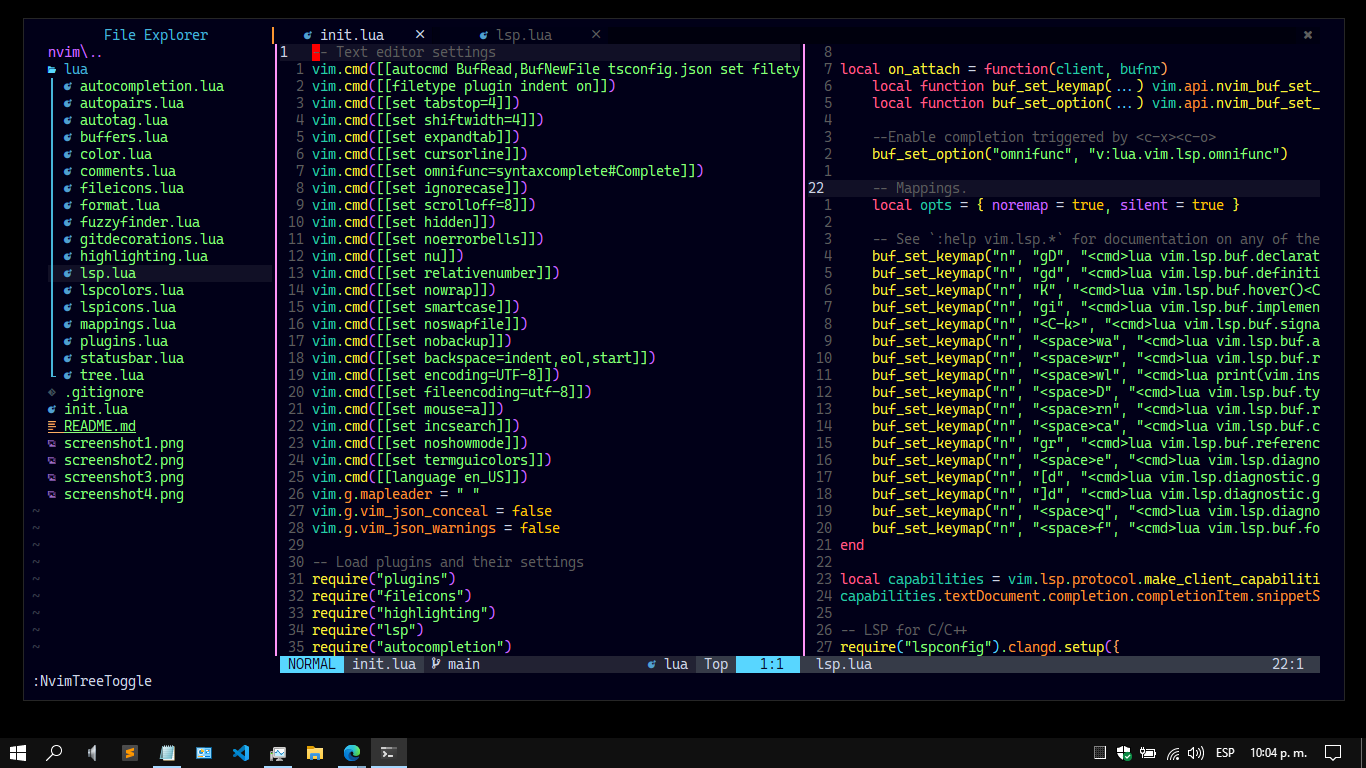 File Explorer
nvim\..
lua
autocompletion.lua
autopairs.lua
autotag.lua
buffers.lua
color.lua
comments.lua
fileicons.lua
format.lua
fuzzyfinder.lua
gitdecorations.lua
highlighting.lua
lsp.lua
lspcolors.lua
lspicons.lua
mappings.lua
plugins.lua
statusbar.lua
tree.lua
.gitignore
init.lua
README.md
screenshot1.png
screenshot2.png
screenshot3.png
screenshot4.png
~
~
~
~
~
~
~
~
~
init.lua × lsp.lua ×
1 -- Text editor settings
1 vim.cmd([[autocmd BufRead,BufNewFile tsconfig.json set filety
2 vim.cmd([[filetype plugin indent on]])
3 vim.cmd([[set tabstop=4]])
4 vim.cmd([[set shiftwidth=4]])
5 vim.cmd([[set expandtab]])
6 vim.cmd([[set cursorline]])
7 vim.cmd([[set omnifunc=syntaxcomplete#Complete]])
8 vim.cmd([[set ignorecase]])
9 vim.cmd([[set scrolloff=8]])
10 vim.cmd([[set hidden]])
11 vim.cmd([[set noerrorbells]])
12 vim.cmd([[set nu]])
13 vim.cmd([[set relativenumber]])
14 vim.cmd([[set nowrap]])
15 vim.cmd([[set smartcase]])
16 vim.cmd([[set noswapfile]])
17 vim.cmd([[set nobackup]])
18 vim.cmd([[set backspace=indent,eol,start]])
19 vim.cmd([[set encoding=UTF-8]])
20 vim.cmd([[set fileencoding=utf-8]])
21 vim.cmd([[set mouse=a]])
22 vim.cmd([[set incsearch]])
23 vim.cmd([[set noshowmode]])
24 vim.cmd([[set termguicolors]])
25 vim.cmd([[language en_US]])
26 vim.g.mapleader = " "
27 vim.g.vim_json_conceal = false
28 vim.g.vim_json_warnings = false
29
30 -- Load plugins and their settings
31 require("plugins")
32 require("fileicons")
33 require("highlighting")
34 require("lsp")
35 require("autocompletion")
NORMAL init.lua main lua Top 1:1
8
7 local on_attach = function(client, bufnr)
6 local function buf_set_keymap(...) vim.api.nvim_buf_set_
5 local function buf_set_option(...) vim.api.nvim_buf_set_
4
3 --Enable completion triggered by <c-x><c-o>
2 buf_set_option("omnifunc", "v:lua.vim.lsp.omnifunc")
1
22 -- Mappings.
1 local opts = { noremap = true, silent = true }
2
3 -- See `:help vim.lsp.*` for documentation on any of the
4 buf_set_keymap("n", "gD", "<cmd>lua vim.lsp.buf.declarat
5 buf_set_keymap("n", "gd", "<cmd>lua vim.lsp.buf.definiti
6 buf_set_keymap("n", "K", "<cmd>lua vim.lsp.buf.hover()<C
7 buf_set_keymap("n", "gi", "<cmd>lua vim.lsp.buf.implemen
8 buf_set_keymap("n", "<C-k>", "<cmd>lua vim.lsp.buf.signa
9 buf_set_keymap("n", "<space>wa", "<cmd>lua vim.lsp.buf.a
10 buf_set_keymap("n", "<space>wr", "<cmd>lua vim.lsp.buf.r
11 buf_set_keymap("n", "<space>wl", "<cmd>lua print(vim.ins
12 buf_set_keymap("n", "<space>D", "<cmd>lua vim.lsp.buf.ty
13 buf_set_keymap("n", "<space>rn", "<cmd>lua vim.lsp.buf.r
14 buf_set_keymap("n", "<space>ca", "<cmd>lua vim.lsp.buf.c
15 buf_set_keymap("n", "gr", "<cmd>lua vim.lsp.buf.referenc
16 buf_set_keymap("n", "<space>e", "<cmd>lua vim.lsp.diagno
17 buf_set_keymap("n", "[d", "<cmd>lua vim.lsp.diagnostic.g
18 buf_set_keymap("n", "]d", "<cmd>lua vim.lsp.diagnostic.g
19 buf_set_keymap("n", "<space>q", "<cmd>lua vim.lsp.diagno
20 buf_set_keymap("n", "<space>f", "<cmd>lua vim.lsp.buf.fo
21 end
22
23 local capabilities = vim.lsp.protocol.make_client_capabiliti
24 capabilities.textDocument.completion.completionItem.snippetS
25
26 -- LSP for C/C++
27 require("lspconfig").clangd.setup({
lsp.lua 22:1
:NvimTreeToggle
ESP 10:04 p. m.